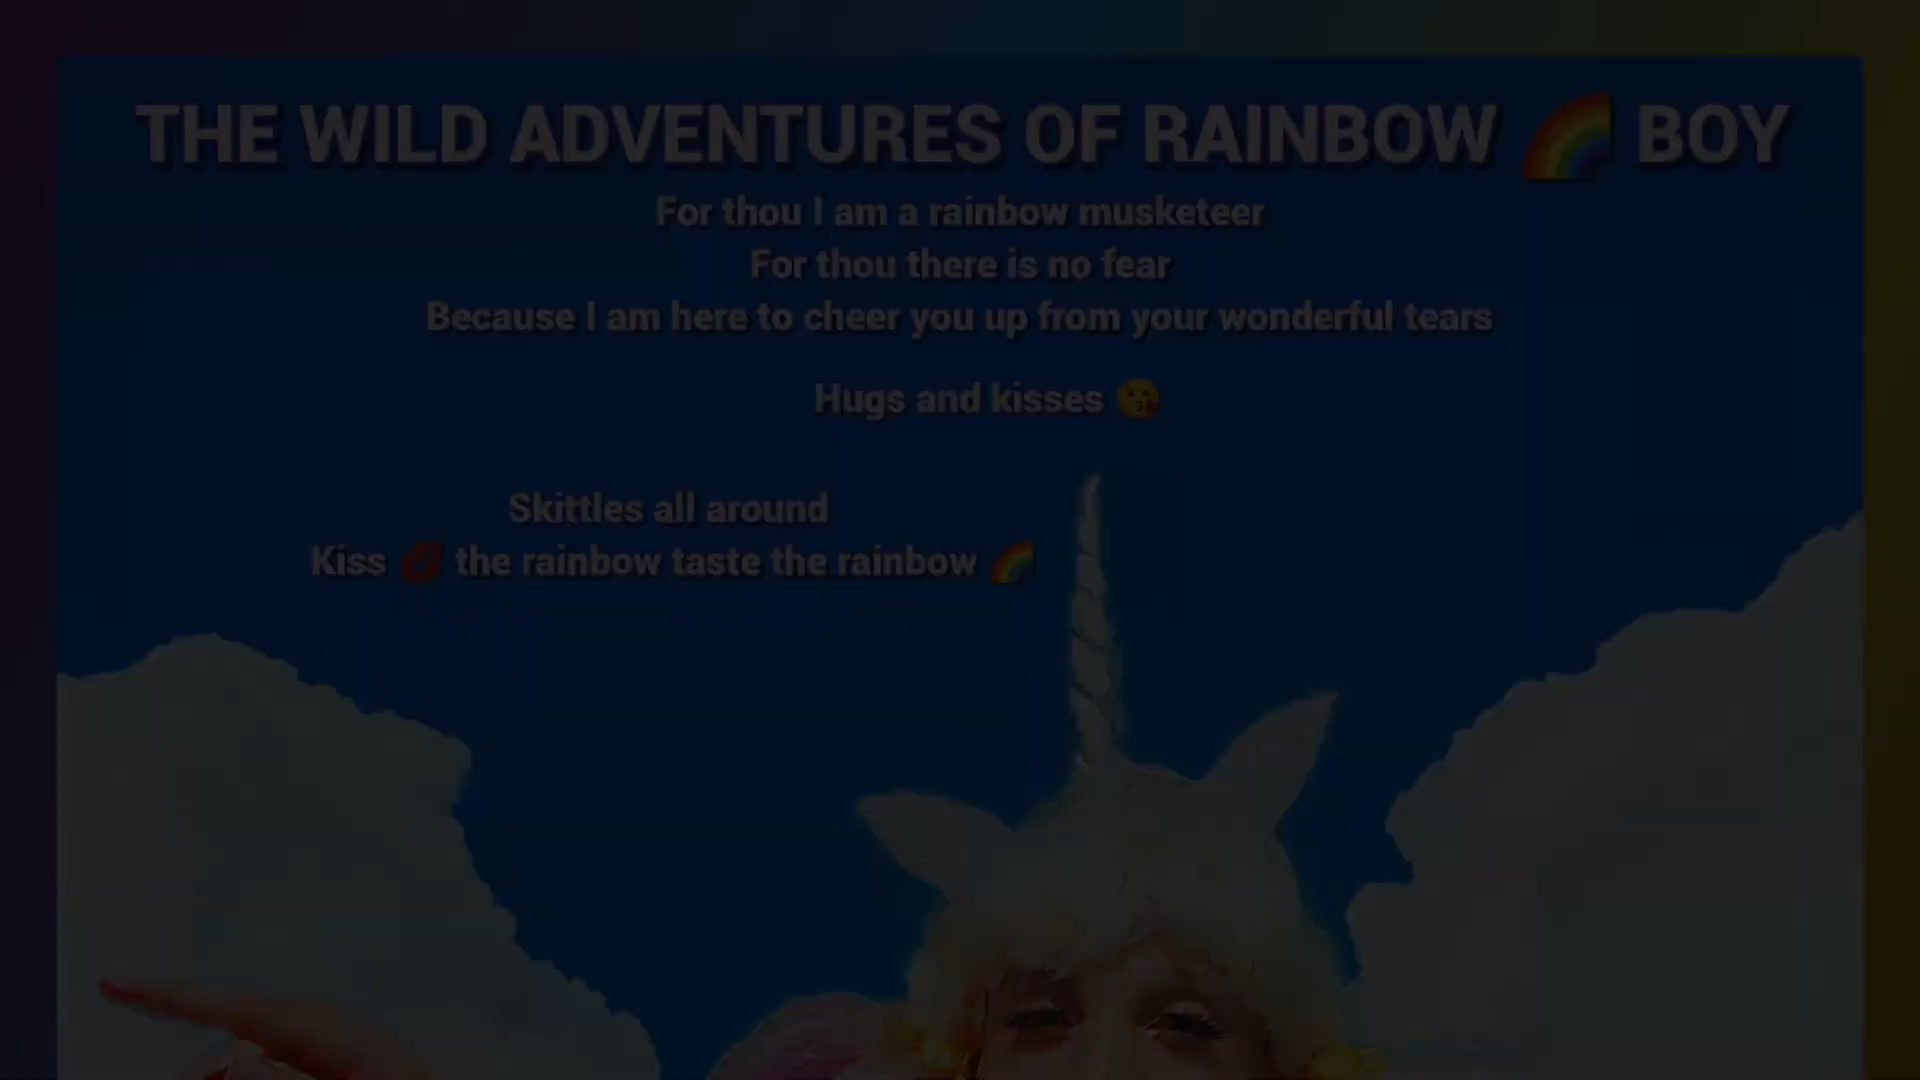 THE WILD ADVENTURES OF RAINBOW 🌈 BOY
For thou I am a rainbow musketeer
For thou there is no fear
Because I am here to cheer you up from your wonderful tears
Hugs and kisses 😘
Skittles all around
Kiss 💋 the rainbow taste the rainbow 🌈